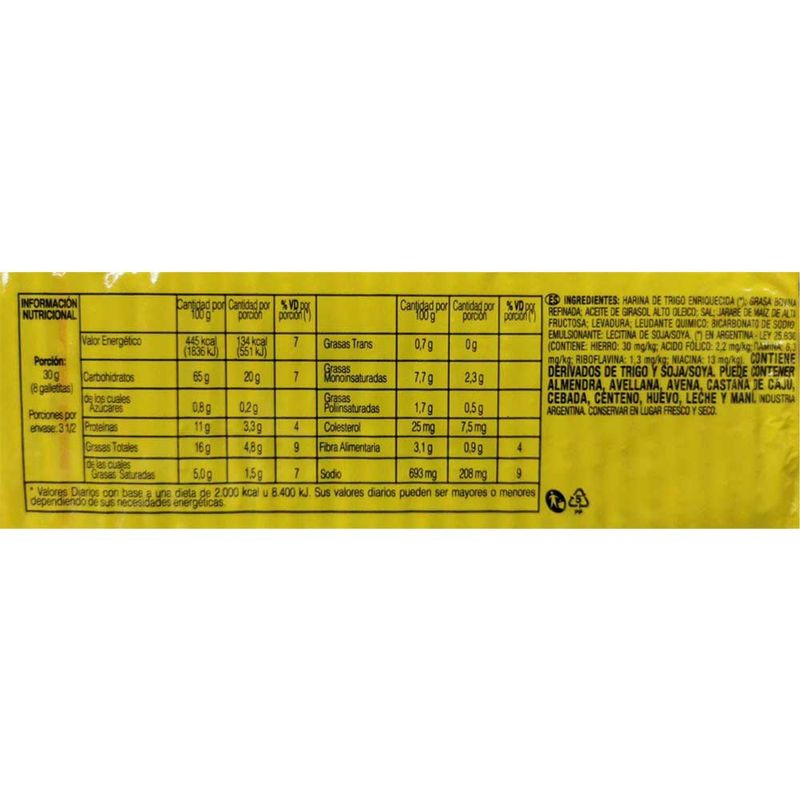 INFORMACIÓN
NUTRICIONAL
Porción:
30 g
(8 galletitas)
Porciones por
envase: 3 1/2
Cantidad por 100 g Cantidad por porción % VD por porción (*)
Valor Energético 445 kcal (1836 kJ) 134 kcal (551 kJ) 7
Carbohidratos 65 g 20 g 7
de los cuales Azúcares 0,8 g 0,2 g
Proteínas 11 g 3,3 g 4
Grasas Totales 16 g 4,8 g 9
de las cuales Grasas Saturadas 5,0 g 1,5 g 7
Cantidad por 100 g Cantidad por porción % VD por porción (*)
Grasas Trans 0,7 g 0 g
Grasas Monoinsaturadas 7,7 g 2,3 g
Grasas Poliinsaturadas 1,7 g 0,5 g
Colesterol 25 mg 7,5 mg
Fibra Alimentaria 3,1 g 0,9 g 4
Sodio 693 mg 208 mg 9
* Valores Diarios con base a una dieta de 2.000 kcal u 8.400 kJ. Sus valores diarios pueden ser mayores o menores
dependiendo de sus necesidades energéticas.
ES INGREDIENTES: HARINA DE TRIGO ENRIQUECIDA (*); GRASA BOVINA
REFINADA; ACEITE DE GIRASOL ALTO OLEICO; SAL; JARABE DE MAÍZ DE ALTA
FRUCTOSA; LEVADURA; LEUDANTE QUIMICO: BICARBONATO DE SODIO
EMULSIONANTE: LECITINA DE SOJA/SOYA. (*) EN ARGENTINA - LEY 25.630
(CONTIENE: HIERRO: 30 mg/kg; ACIDO FÓLICO: 2,2 mg/kg; TIAMINA: 6,3
mg/kg; RIBOFLAVINA: 1,3 mg/kg; NIACINA: 13 mg/kg). CONTIENE
DERIVADOS DE TRIGO Y SOJA/SOYA. PUEDE CONTENER
ALMENDRA, AVELLANA, AVENA, CASTAÑA DE CAJU,
CEBADA, CENTENO, HUEVO, LECHE Y MANI. INDUSTRIA
ARGENTINA. CONSERVAR EN LUGAR FRESCO Y SECO.
5
PP